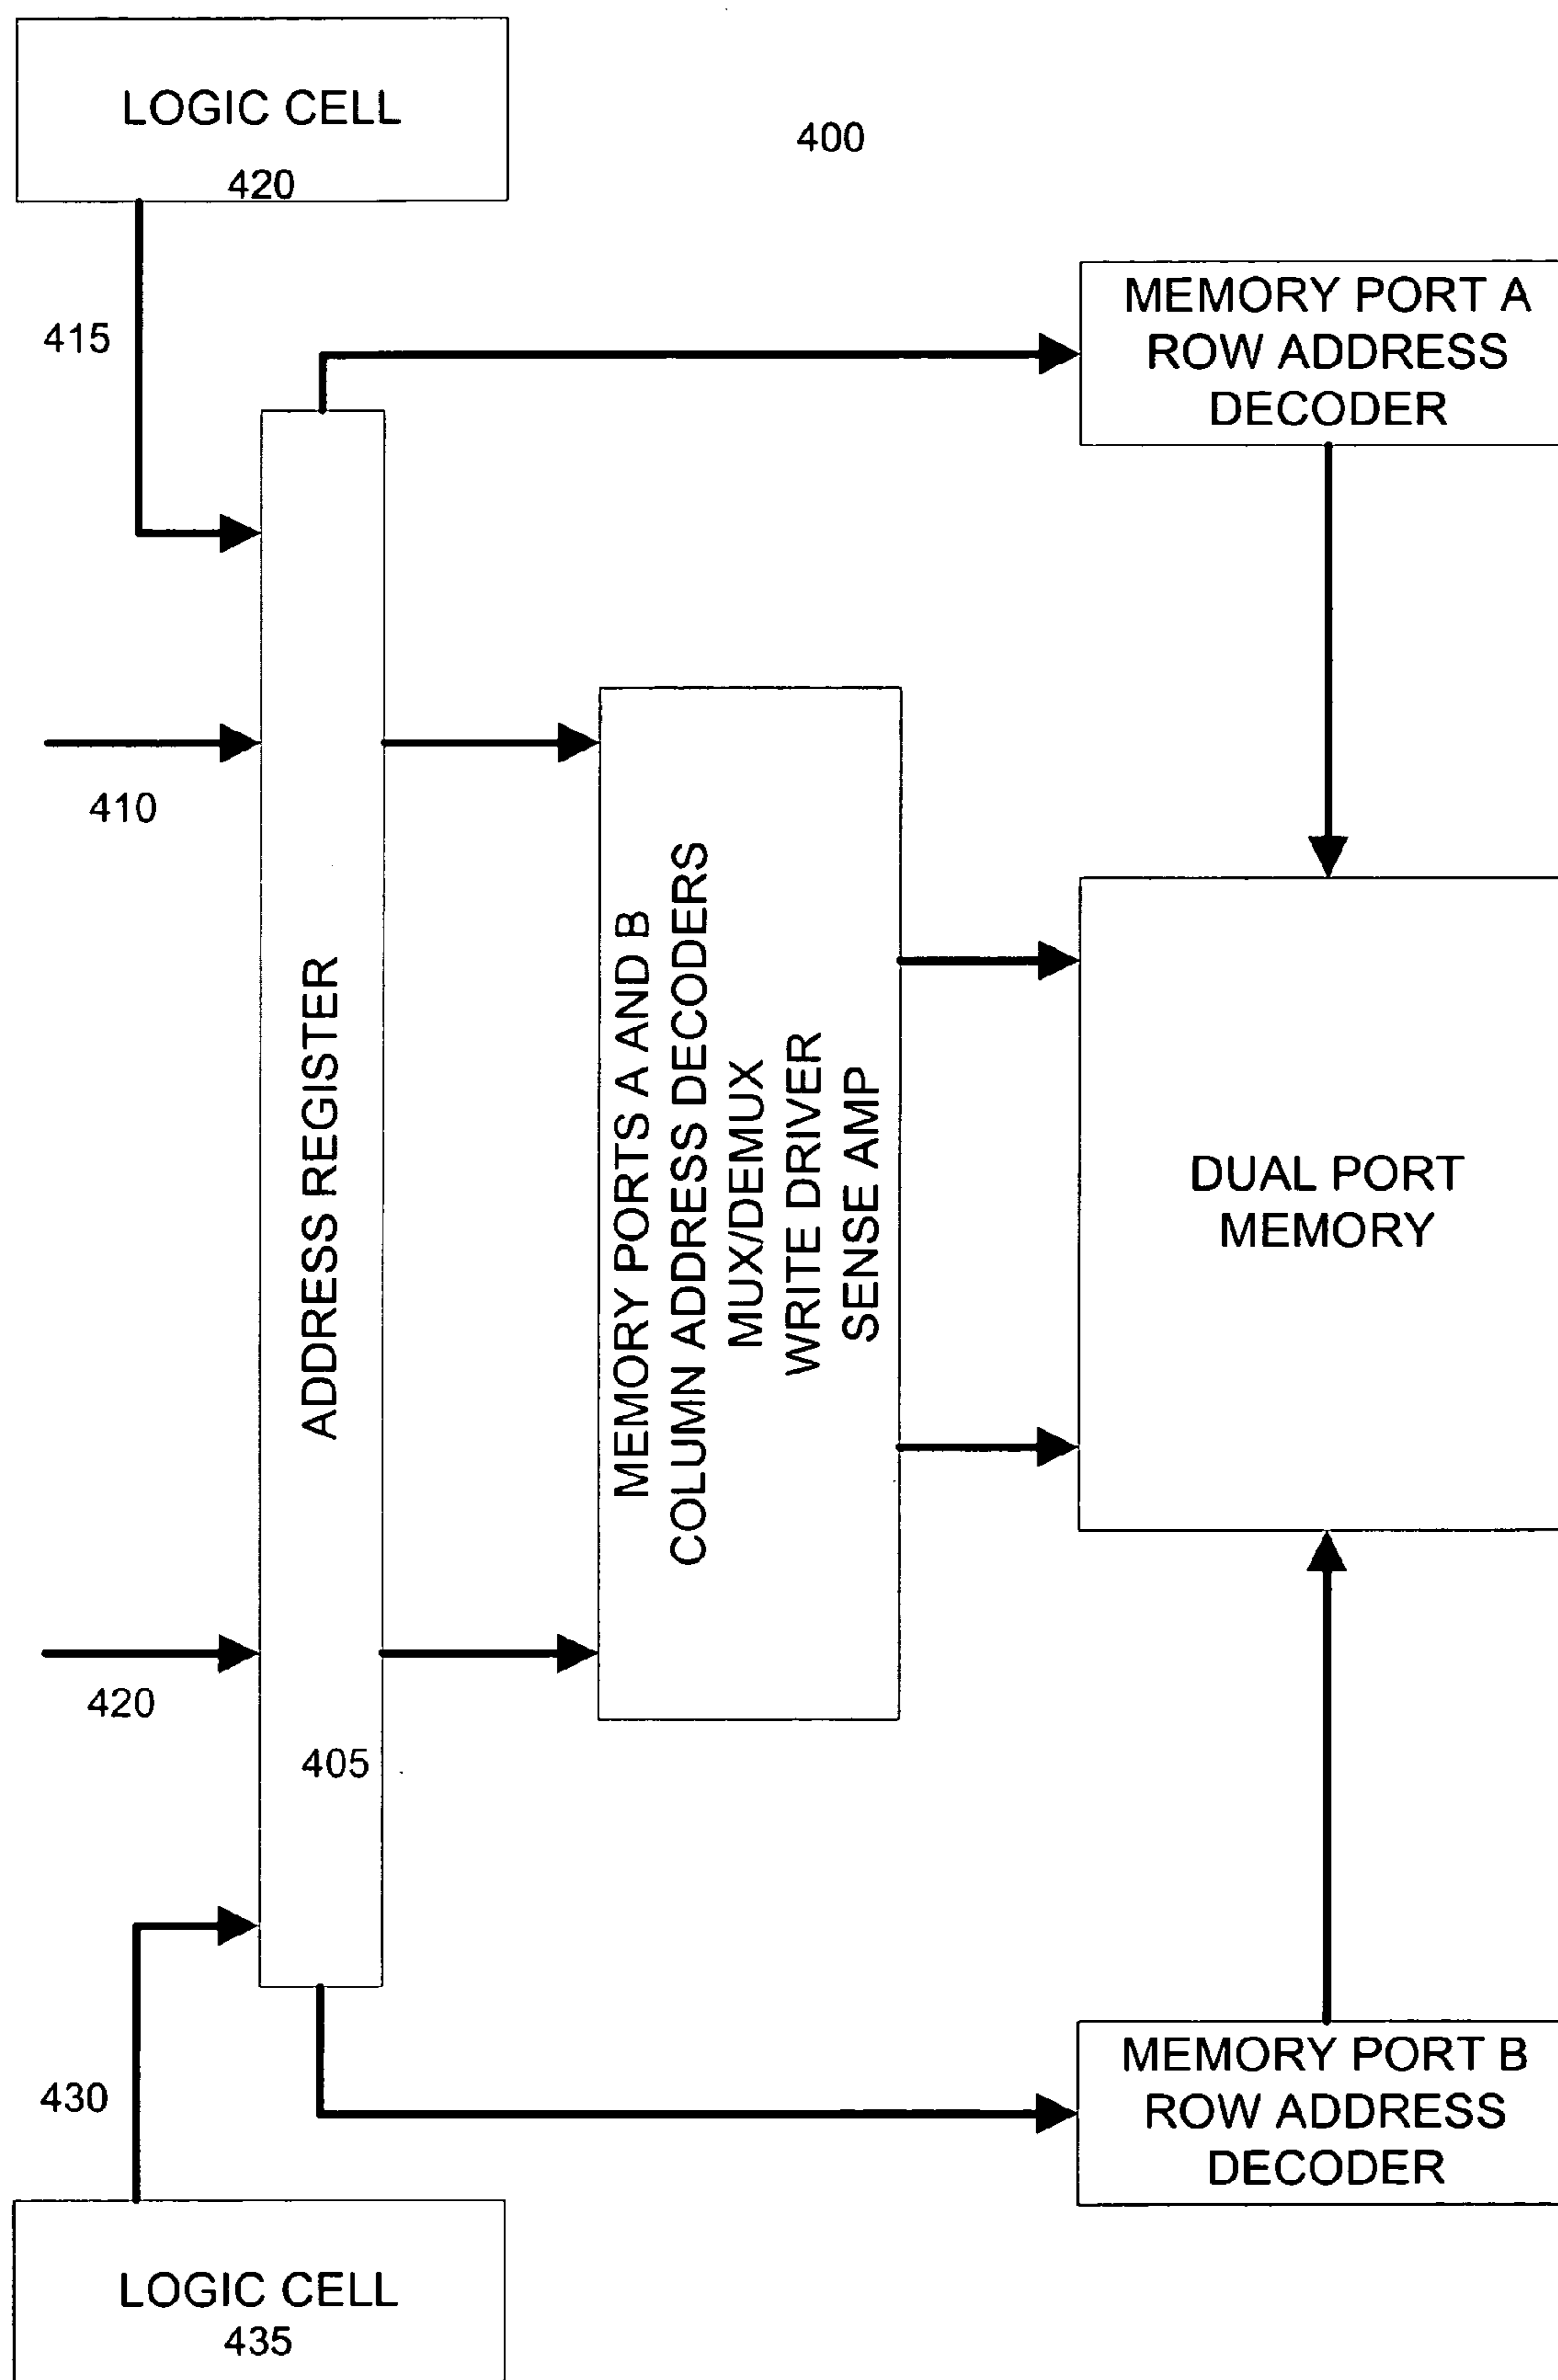 LOGIC CELL
420
400
415
MEMORY PORT A
ROW ADDRESS
DECODER
410
ADDRESS REGISTER
405
MEMORY PORTS A AND B
COLUMN ADDRESS DECODERS
MUX/DEMUX
WRITE DRIVER
SENSE AMP
DUAL PORT
MEMORY
420
430
MEMORY PORT B
ROW ADDRESS
DECODER
LOGIC CELL
435